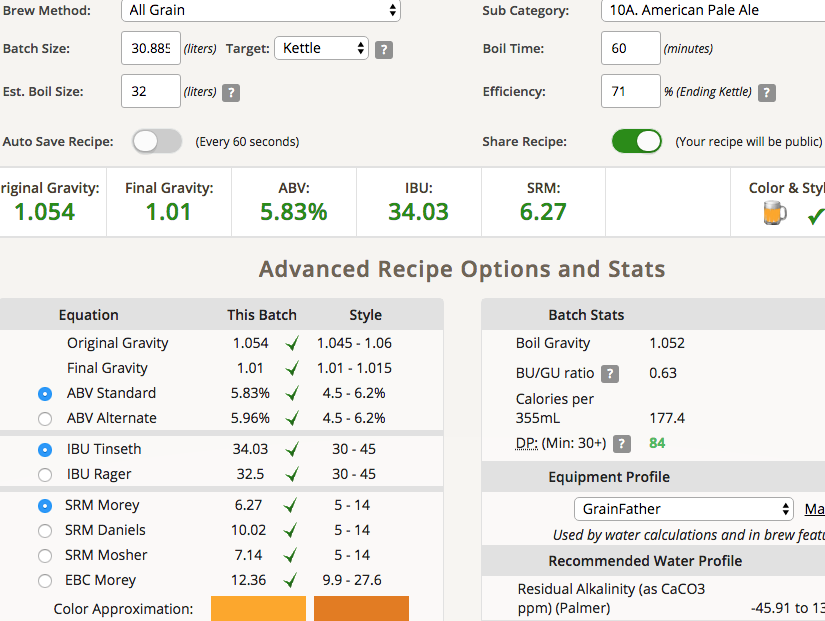 Brew Method: All Grain Sub Category: 10A. American Pale Ale
Batch Size: 30.885 (liters) Target: Kettle ? Boil Time: 60 (minutes)
Est. Boil Size: 32 (liters) ? Efficiency: 71 % (Ending Kettle) ?
Auto Save Recipe: (Every 60 seconds) Share Recipe: (Your recipe will be public)
riginal Gravity: Final Gravity: ABV: IBU: SRM: Color & Styl
1.054 1.01 5.83% 34.03 6.27
Advanced Recipe Options and Stats
Equation This Batch Style
Original Gravity 1.054 1.045 - 1.06
Final Gravity 1.01 1.01 - 1.015
ABV Standard 5.83% 4.5 - 6.2%
ABV Alternate 5.96% 4.5 - 6.2%
IBU Tinseth 34.03 30 - 45
IBU Rager 32.5 30 - 45
SRM Morey 6.27 5 - 14
SRM Daniels 10.02 5 - 14
SRM Mosher 7.14 5 - 14
EBC Morey 12.36 9.9 - 27.6
Color Approximation:
Batch Stats
Boil Gravity 1.052
BU/GU ratio ? 0.63
Calories per
355mL 177.4
DP: (Min: 30+) ? 84
Equipment Profile
GrainFather Ma
Used by water calculations and in brew featu
Recommended Water Profile
Residual Alkalinity (as CaCO3
ppm) (Palmer) -45.91 to 13